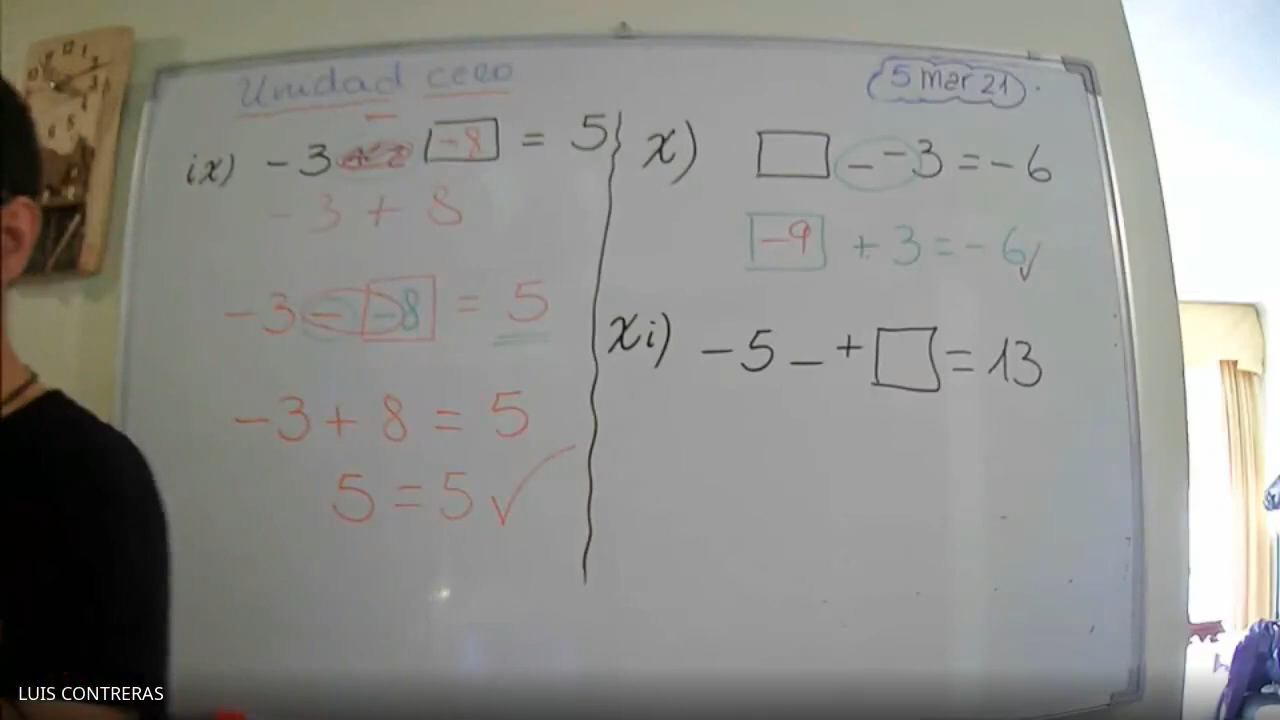 Unidad cero
5 mar 21
ix) -3 - [-8] = 5
-3 + 8
-3 - -8 = 5
-3 + 8 = 5
5 = 5 ✓
x) □ - -3 = -6
-9 + 3 = -6 ✓
xi) -5 - +□ = 13
LUIS CONTRERAS